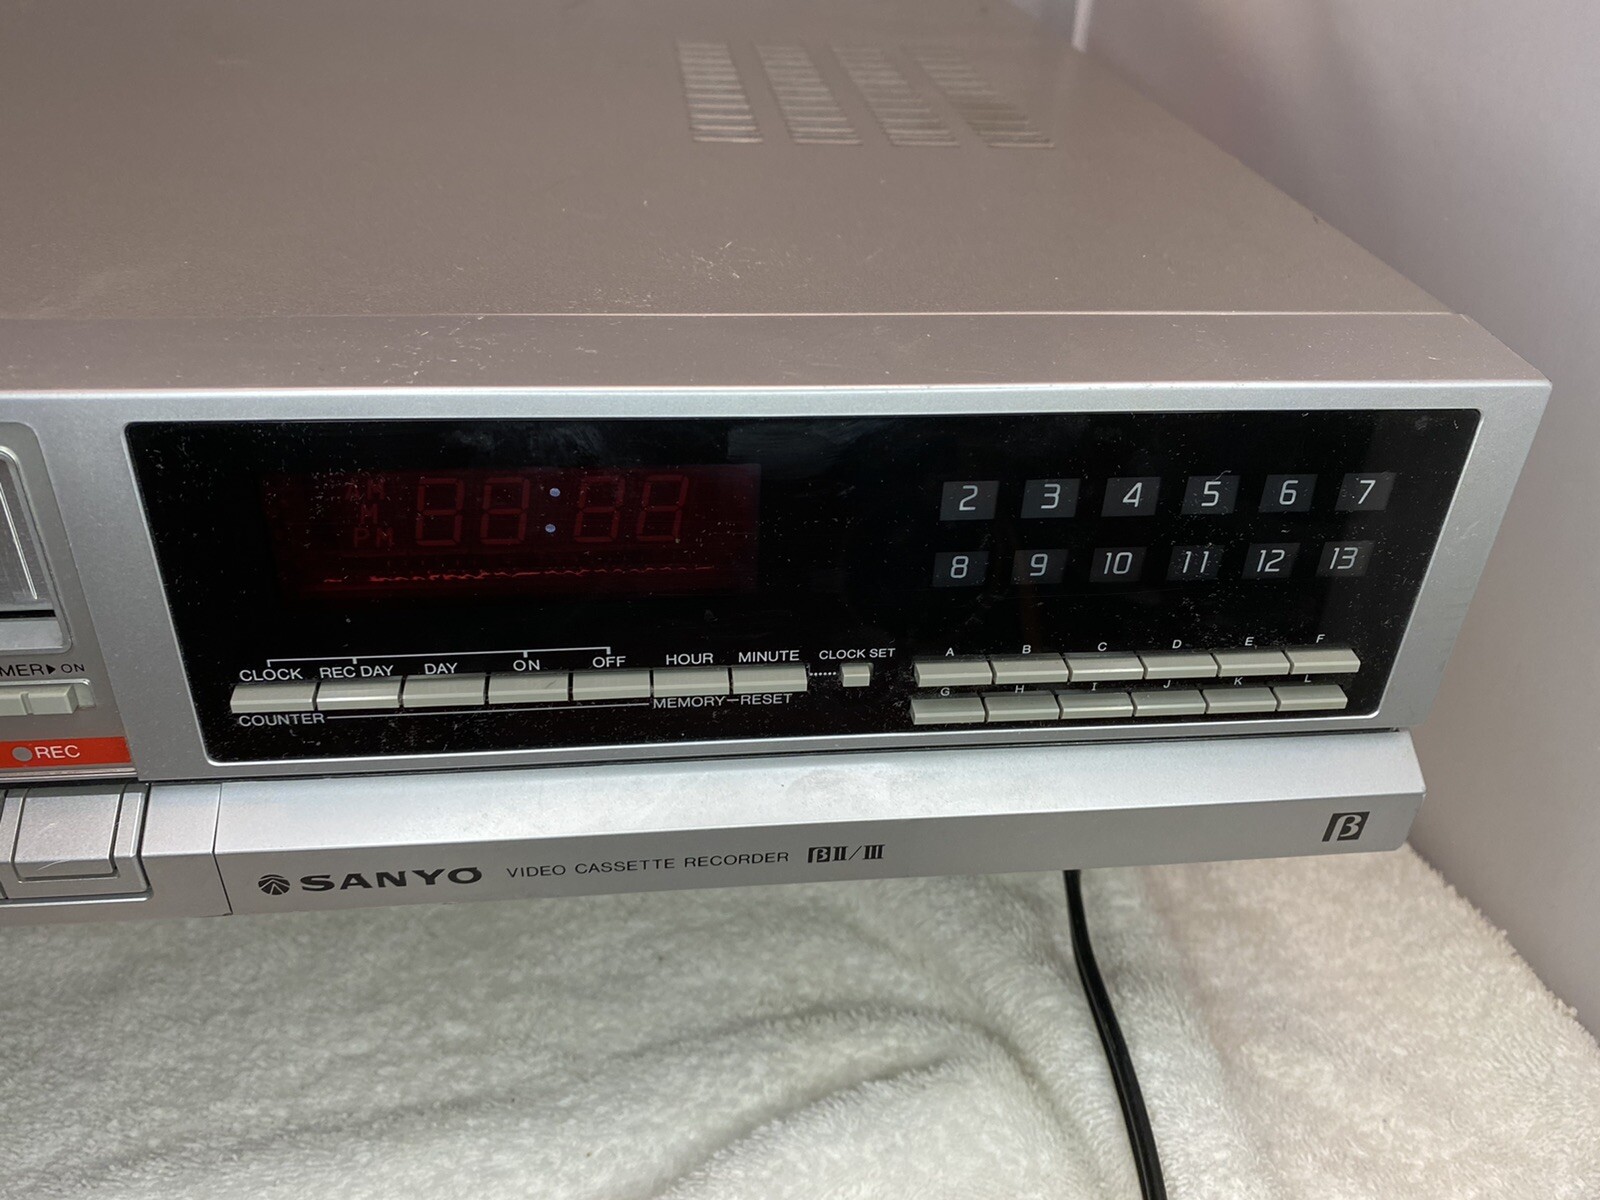 AM
M
PM
88:88
2 3 4 5 6 7
8 9 10 11 12 13
MER▶ON
CLOCK REC DAY DAY ON OFF HOUR MINUTE CLOCK SET
COUNTER MEMORY–RESET
A B C D E F
G H I J K L
REC
SANYO VIDEO CASSETTE RECORDER βII/III
β